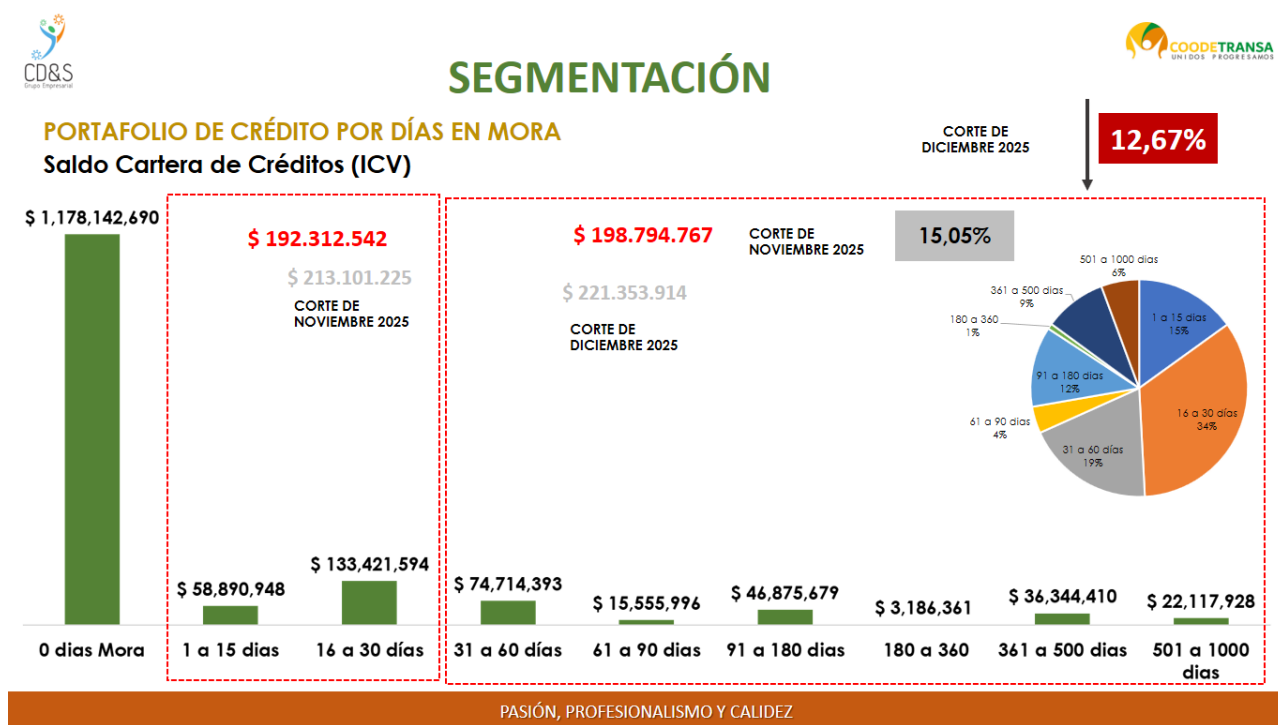 CD&S
Grupo Empresarial
COODETRANSA
UNIDOS PROGRESAMOS
SEGMENTACIÓN
PORTAFOLIO DE CRÉDITO POR DÍAS EN MORA
Saldo Cartera de Créditos (ICV)
CORTE DE
DICIEMBRE 2025
12,67%
$ 1,178,142,690
$ 192.312.542
$ 213.101.225
CORTE DE
NOVIEMBRE 2025
$ 198.794.767
$ 221.353.914
CORTE DE
DICIEMBRE 2025
CORTE DE
NOVIEMBRE 2025
15,05%
501 a 1000 dias
6%
361 a 500 dias
9%
180 a 360
1%
91 a 180 dias
12%
61 a 90 dias
4%
31 a 60 días
19%
16 a 30 días
34%
1 a 15 dias
15%
$ 58,890,948
$ 133,421,594
$ 74,714,393
$ 15,555,996
$ 46,875,679
$ 3,186,361
$ 36,344,410
$ 22,117,928
0 dias Mora
1 a 15 dias
16 a 30 días
31 a 60 días
61 a 90 dias
91 a 180 dias
180 a 360
361 a 500 dias
501 a 1000
dias
PASIÓN, PROFESIONALISMO Y CALIDEZ